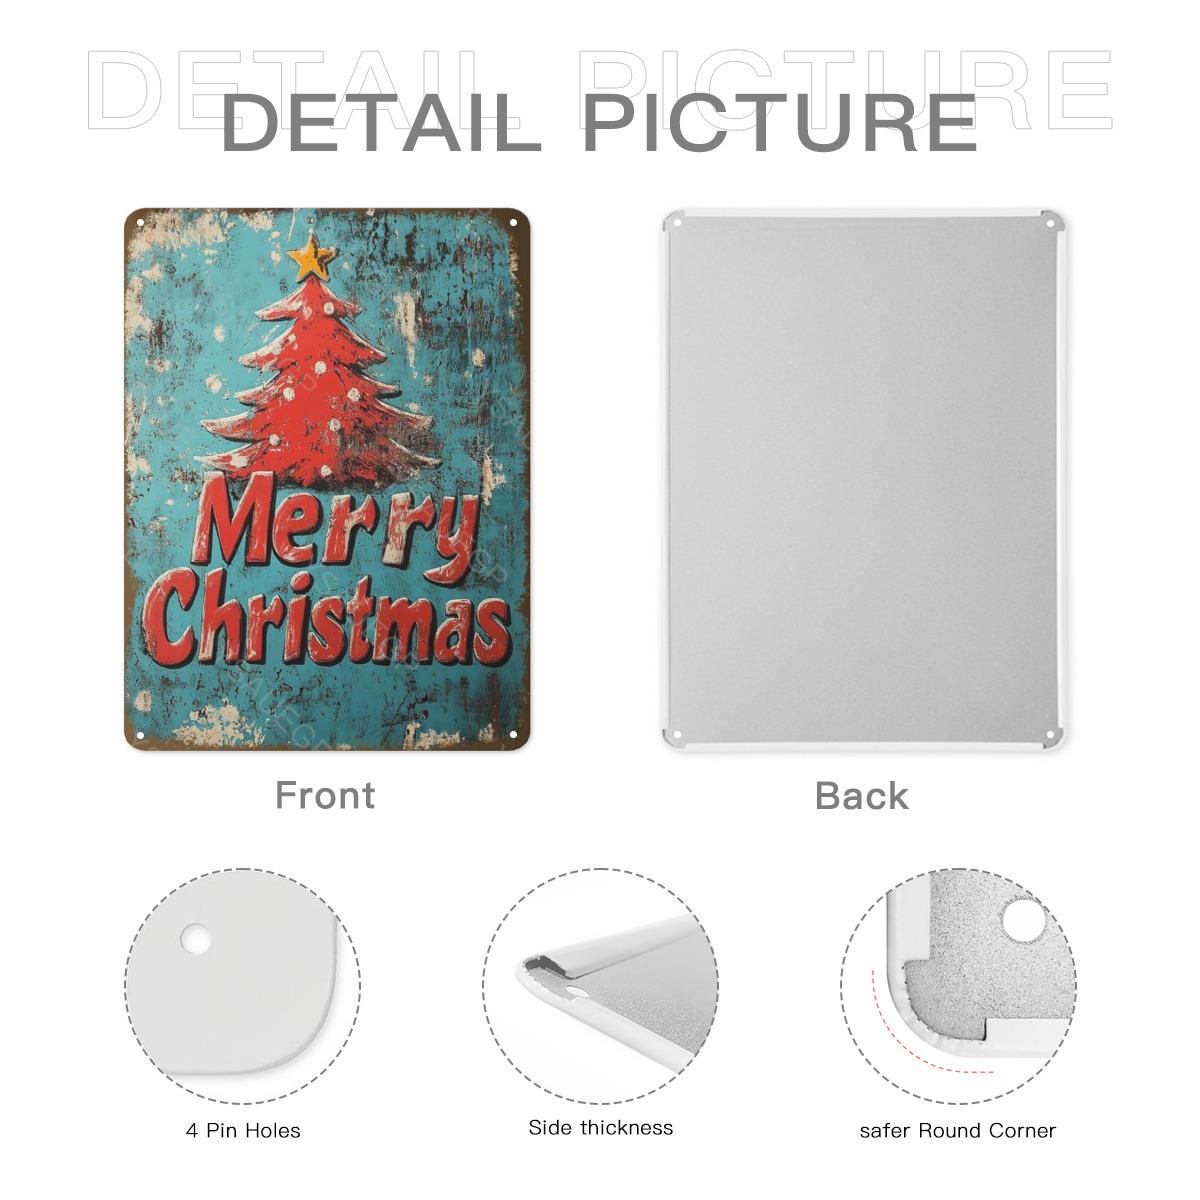 DETAIL PICTURE
DETAIL PICTURE
Merry
Christmas
Front
Back
4 Pin Holes
Side thickness
safer Round Corner